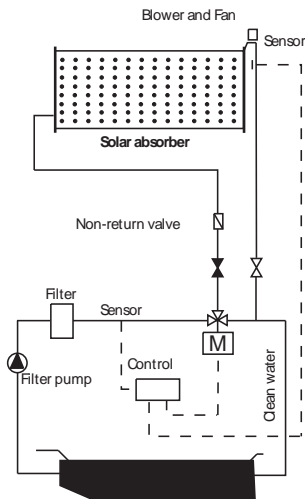 Blower and Fan
Sensor
Solar absorber
Non-return valve
Filter
Sensor
M
Control
Filter pump
Clean water